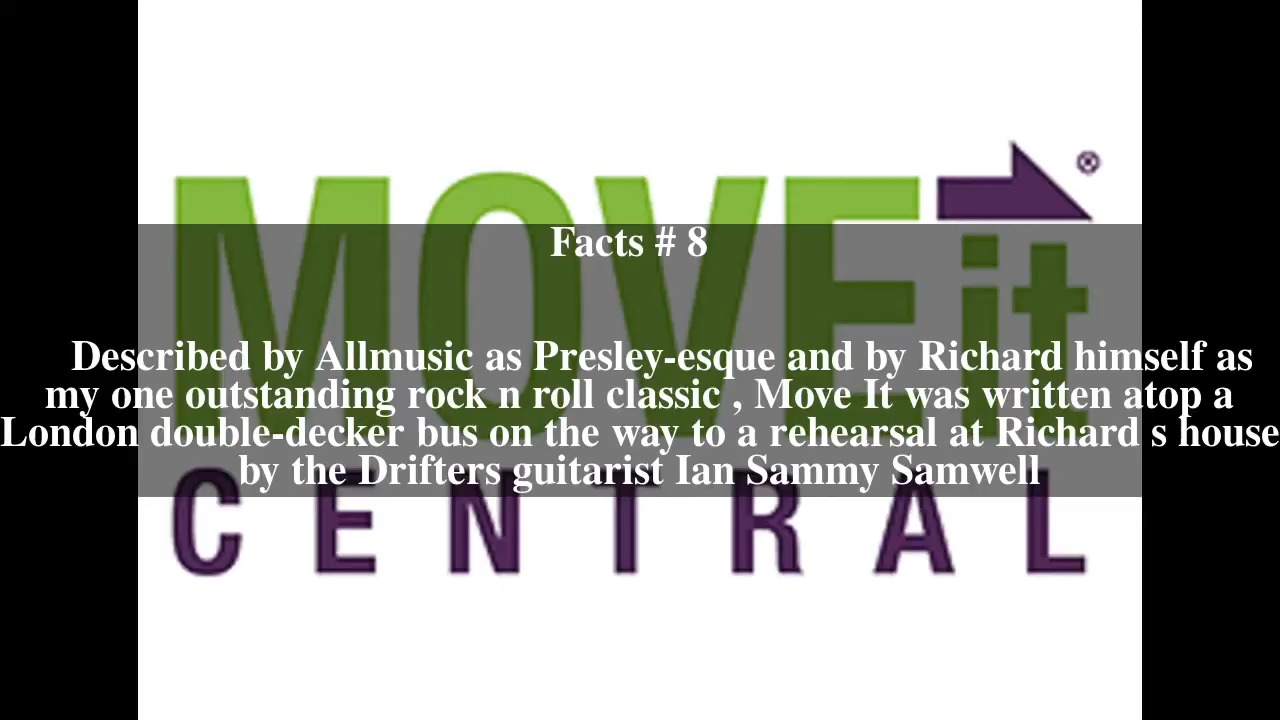 MOVEit®
Facts # 8
Described by Allmusic as Presley-esque and by Richard himself as
my one outstanding rock n roll classic , Move It was written atop a
London double-decker bus on the way to a rehearsal at Richard s house
by the Drifters guitarist Ian Sammy Samwell
CENTRAL